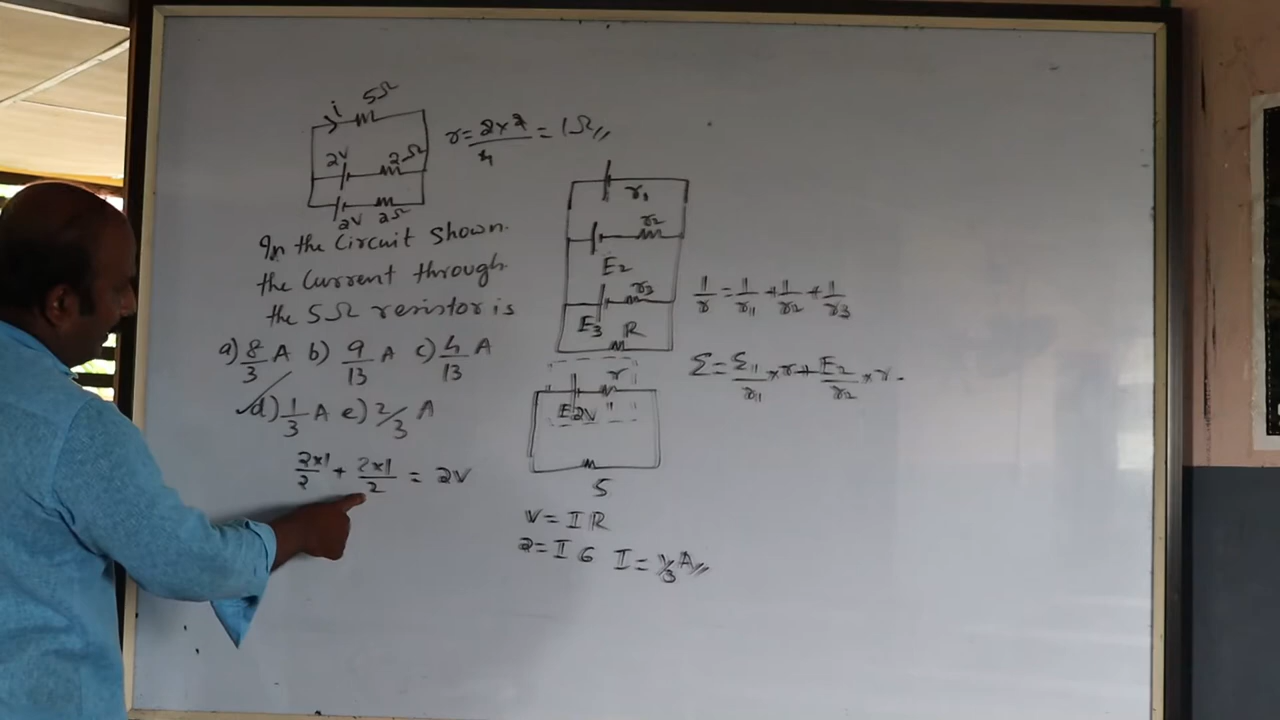 i 5Ω
2V 2Ω
2V 2Ω
r = 2×2/4 = 1Ω
In the Circuit Shown.
the Current through
the 5Ω resistor is
a) 8/3 A b) 9/13 A c) 4/13 A
d) 1/3 A e) 2/3 A
2×1/2 + 2×1/2 = 2V
r1
r2
E2
r3
E3 R
1/r = 1/r1 + 1/r2 + 1/r3
Σ = Σ1/r1 × r + E2/r2 × r.
r
E 2V 1
5
V = I R
2 = I 6 I = 1/3 A